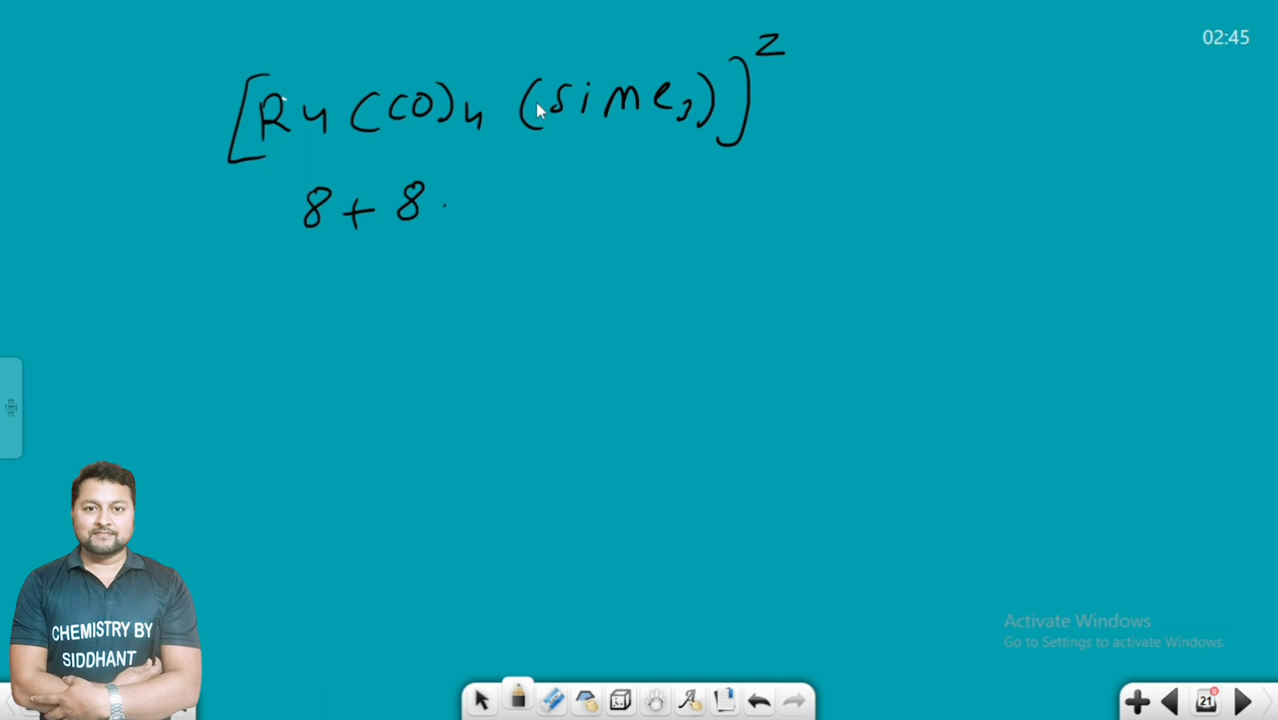 02:45
[Ru(CO)4 (SiMe3)]^Z
8 + 8
CHEMISTRY BY
SIDDHANT
Activate Windows
Go to Settings to activate Windows.
21